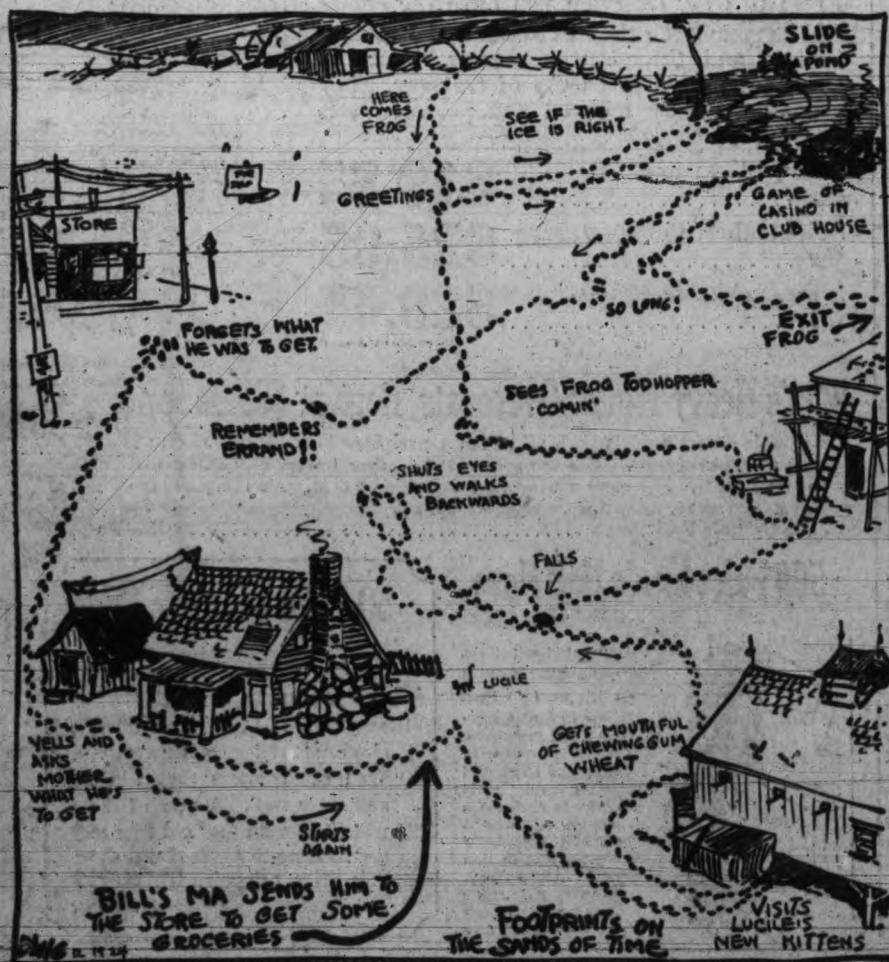 SLIDE
ON
POND
HERE
COMES
FROG
SEE IF THE
ICE IS RIGHT
GREETINGS
GAME OF
CASINO IN
CLUB HOUSE
STORE
SO LONG!
EXIT
FROG
FORGETS WHAT
HE WAS TO GET.
SEES FROG TODHOPPER
COMIN'
REMEMBERS
ERRAND!!
SHUTS EYES
AND WALKS
BACKWARDS
FALLS
LUCILE
GETS MOUTHFUL
OF CHEWING GUM
WHEAT
YELLS AND
ASKS
MOTHER
WHAT HE'S
TO GET
STARTS
AGAIN
BILL'S MA SENDS HIM TO
THE STORE TO GET SOME
GROCERIES
FOOTPRINTS ON
THE SANDS OF TIME
VISITS
LUCILE'S
NEW KITTENS